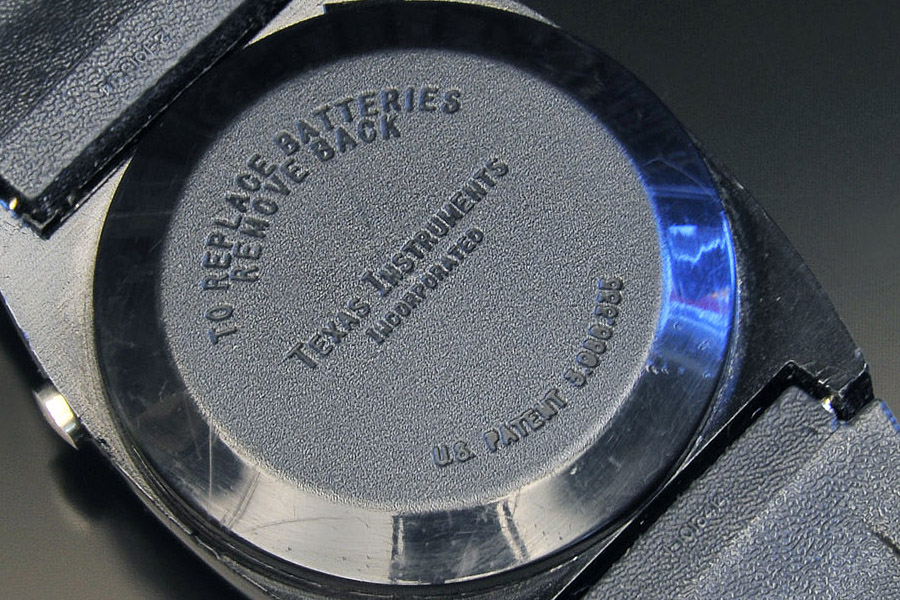 TO REPLACE BATTERIES
REMOVE BACK
TEXAS INSTRUMENTS
INCORPORATED
U.S. PATENT